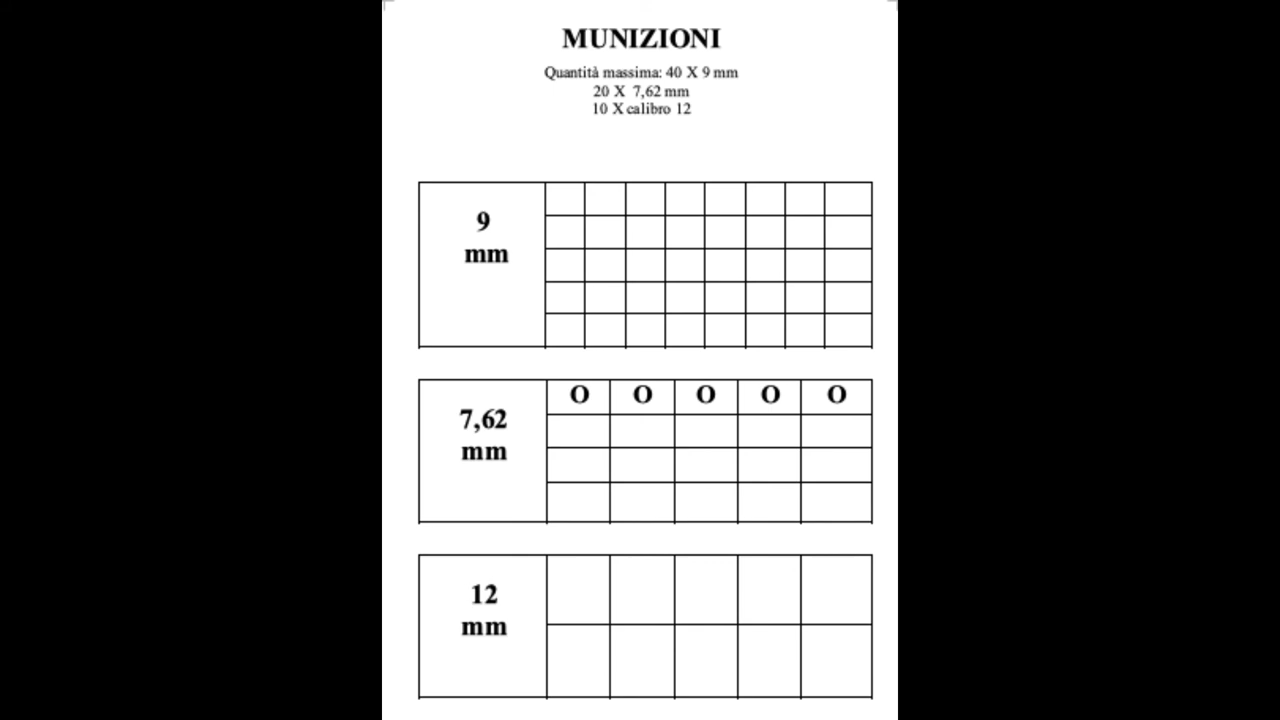 MUNIZIONI
Quantità massima: 40 X 9 mm
20 X 7,62 mm
10 X calibro 12
9
mm
O O O O O
7,62
mm
12
mm